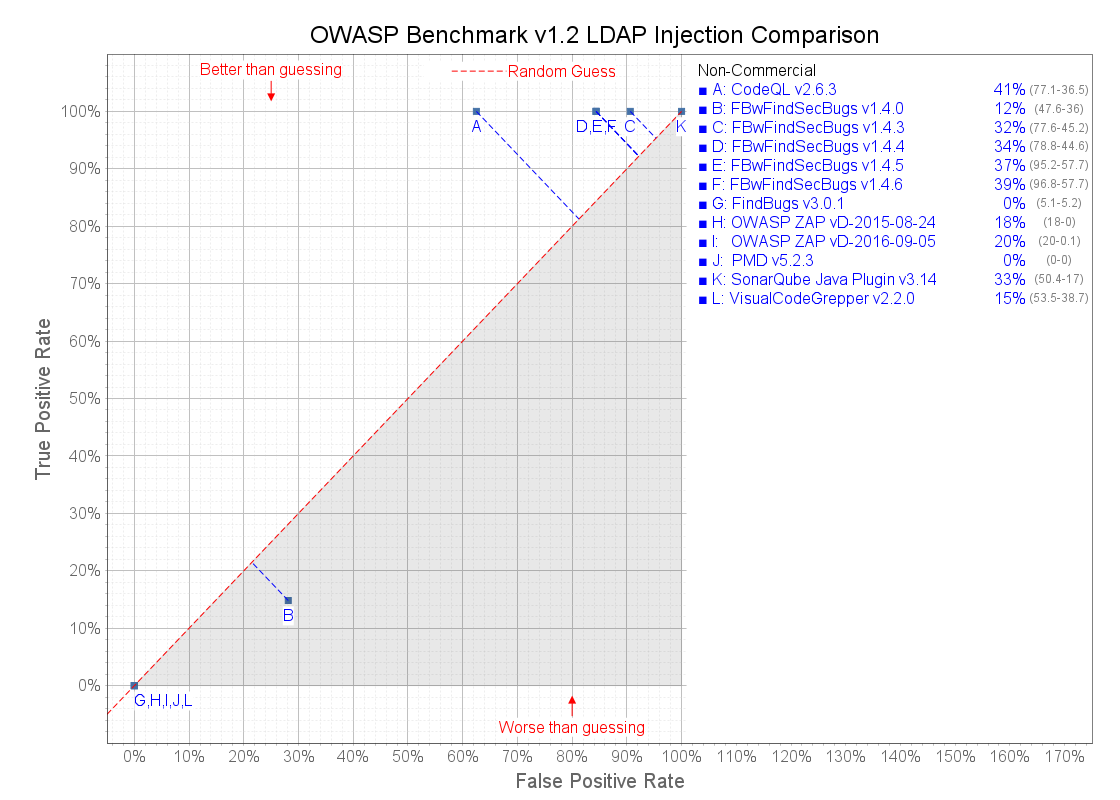 OWASP Benchmark v1.2 LDAP Injection Comparison
Better than guessing
Random Guess
Non-Commercial
A: CodeQL v2.6.3 41% (77.1-36.5)
B: FBwFindSecBugs v1.4.0 12% (47.6-36)
C: FBwFindSecBugs v1.4.3 32% (77.6-45.2)
D: FBwFindSecBugs v1.4.4 34% (78.8-44.6)
E: FBwFindSecBugs v1.4.5 37% (95.2-57.7)
F: FBwFindSecBugs v1.4.6 39% (96.8-57.7)
G: FindBugs v3.0.1 0% (5.1-5.2)
H: OWASP ZAP vD-2015-08-24 18% (18-0)
I: OWASP ZAP vD-2016-09-05 20% (20-0.1)
J: PMD v5.2.3 0% (0-0)
K: SonarQube Java Plugin v3.14 33% (50.4-17)
L: VisualCodeGrepper v2.2.0 15% (53.5-38.7)
100%
A D,E,F C K
90%
80%
70%
60%
50%
40%
30%
20%
10%
0%
True Positive Rate
B
G,H,I,J,L
Worse than guessing
0% 10% 20% 30% 40% 50% 60% 70% 80% 90% 100% 110% 120% 130% 140% 150% 160% 170%
False Positive Rate